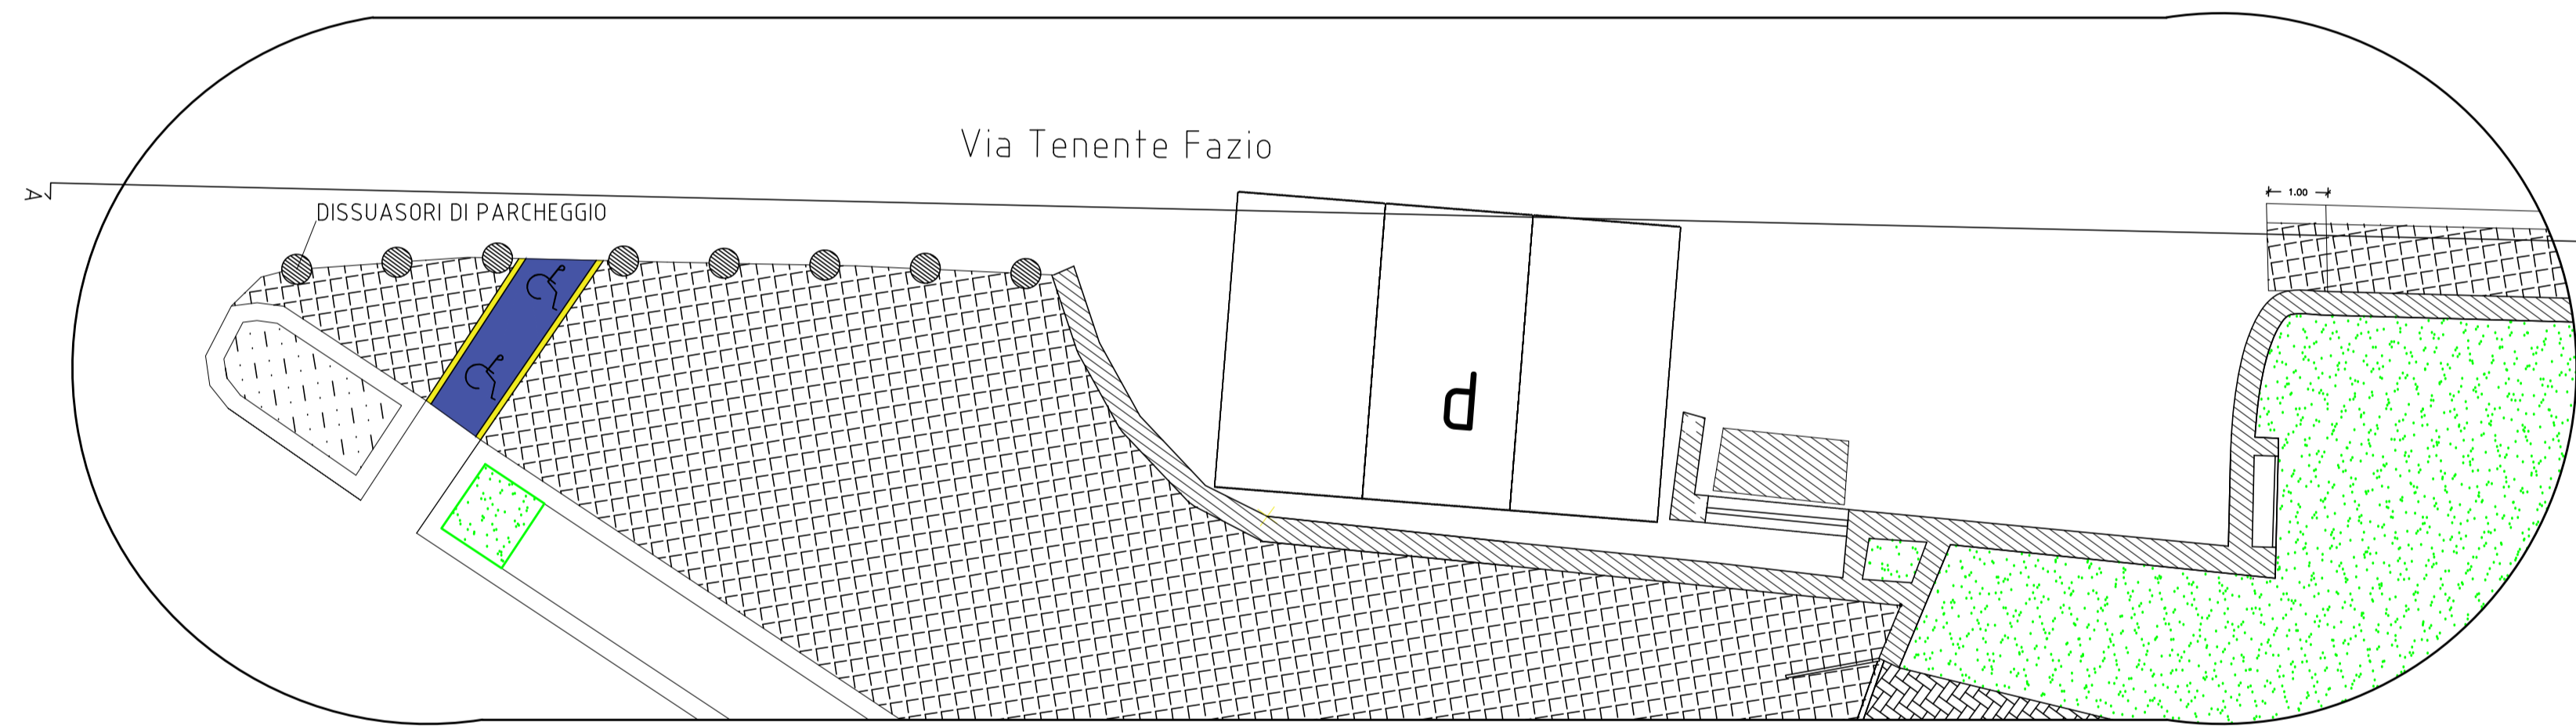 Via Tenente Fazio
1.00
A
DISSUASORI DI PARCHEGGIO
P